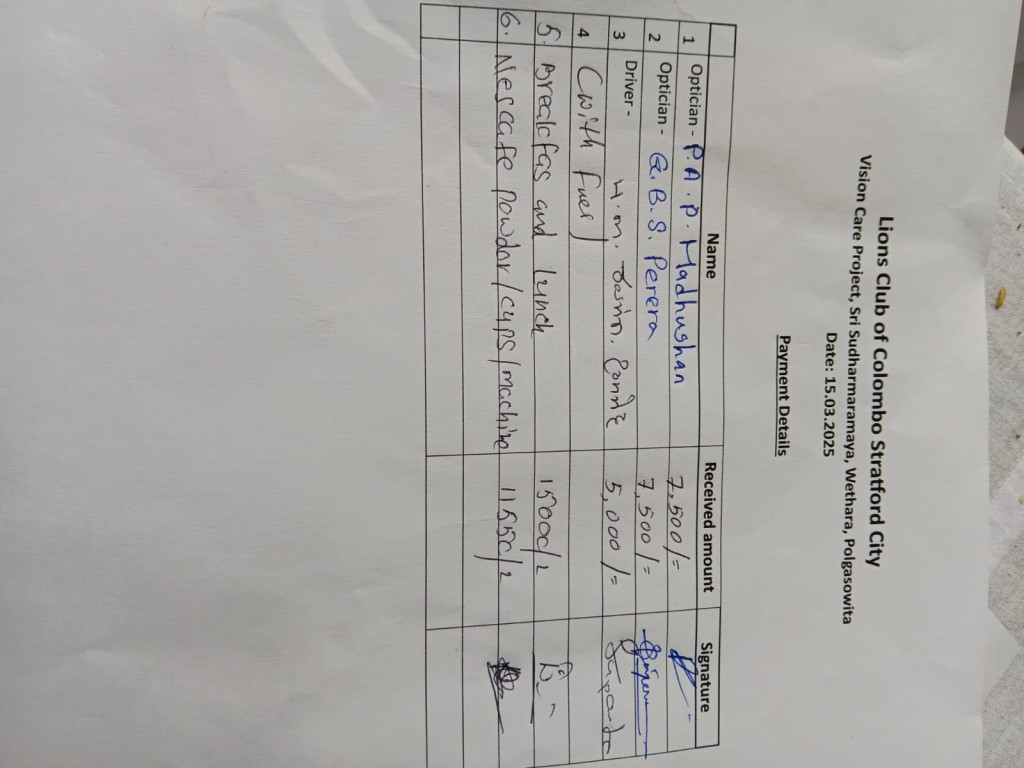 Lions Club of Colombo Stratford City
Vision Care Project, Sri Sudharmaramaya, Wethara, Polgasowita
Date: 15.03.2025
Payment Details
Name Received amount Signature
1 Optician - P.A.P. Madhushan 7,500/=
2 Optician - G.B.S. Perera 7,500/=
3 Driver - H.M. 5,000/=
4 (with fuel)
5. Breakfas and lunch 15000/=
6. Nescafe powder/cups/machine 11550/=